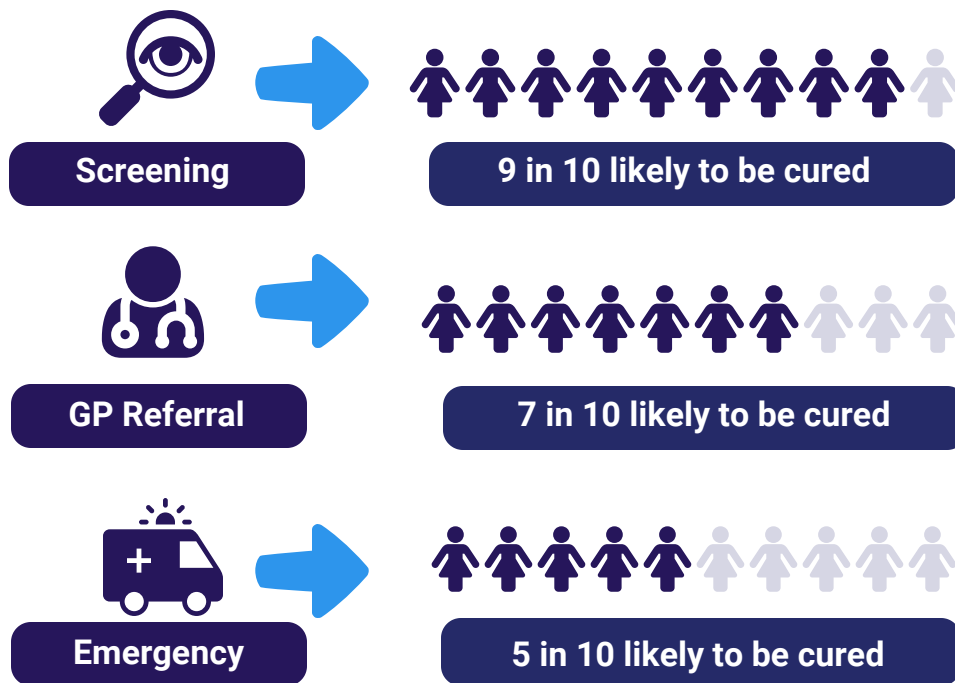 Screening
9 in 10 likely to be cured
GP Referral
7 in 10 likely to be cured
Emergency
5 in 10 likely to be cured